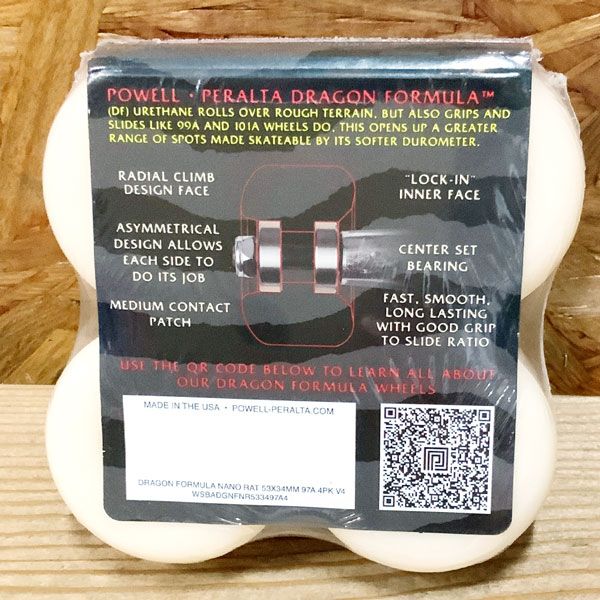 POWELL • PERALTA DRAGON FORMULA™
(DF) URETHANE ROLLS OVER ROUGH TERRAIN, BUT ALSO GRIPS AND
SLIDES LIKE 99A AND 101A WHEELS DO. THIS OPENS UP A GREATER
RANGE OF SPOTS MADE SKATEABLE BY ITS SOFTER DUROMETER.
RADIAL CLIMB
DESIGN FACE
ASYMMETRICAL
DESIGN ALLOWS
EACH SIDE TO
DO ITS JOB
MEDIUM CONTACT
PATCH
"LOCK-IN"
INNER FACE
CENTER SET
BEARING
FAST, SMOOTH,
LONG LASTING
WITH GOOD GRIP
TO SLIDE RATIO
USE THE QR CODE BELOW TO LEARN ALL ABOUT
OUR DRAGON FORMULA WHEELS
MADE IN THE USA • POWELL-PERALTA.COM
DRAGON FORMULA NANO RAT 53X34MM 97A 4PK V4
WSBADGNFNR533497A4